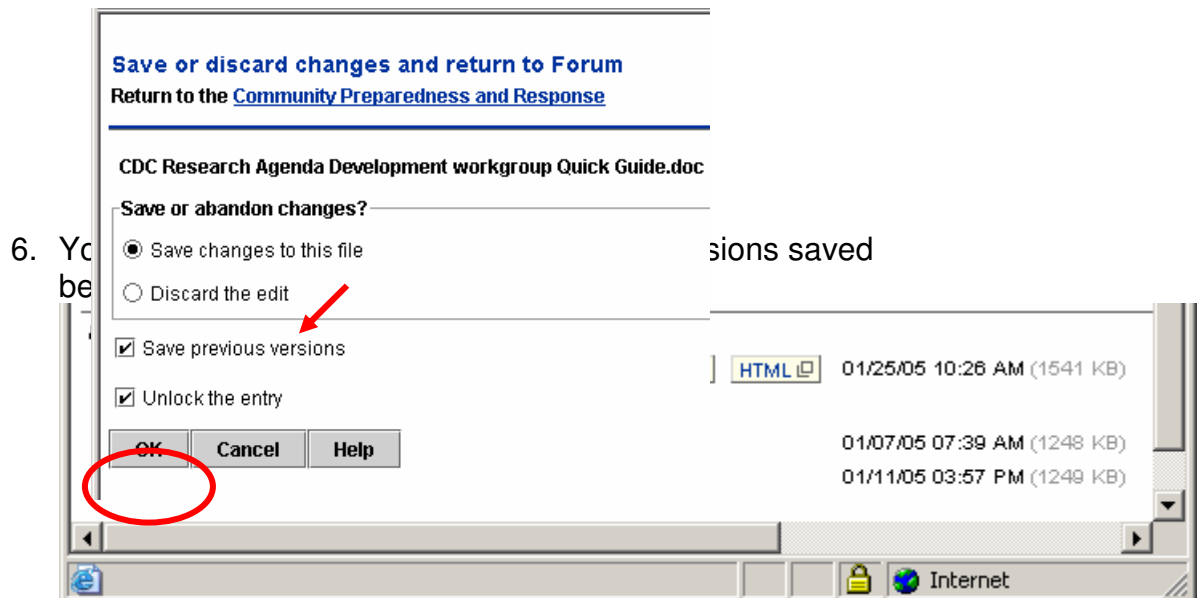 Save or discard changes and return to Forum
Return to the Community Preparedness and Response
CDC Research Agenda Development workgroup Quick Guide.doc
Save or abandon changes?
6. Yo
Save changes to this file
sions saved
be
Discard the edit
Save previous versions
HTML 01/25/05 10:26 AM (1541 KB)
Unlock the entry
OK Cancel Help
01/07/05 07:39 AM (1248 KB)
01/11/05 03:57 PM (1249 KB)
Internet